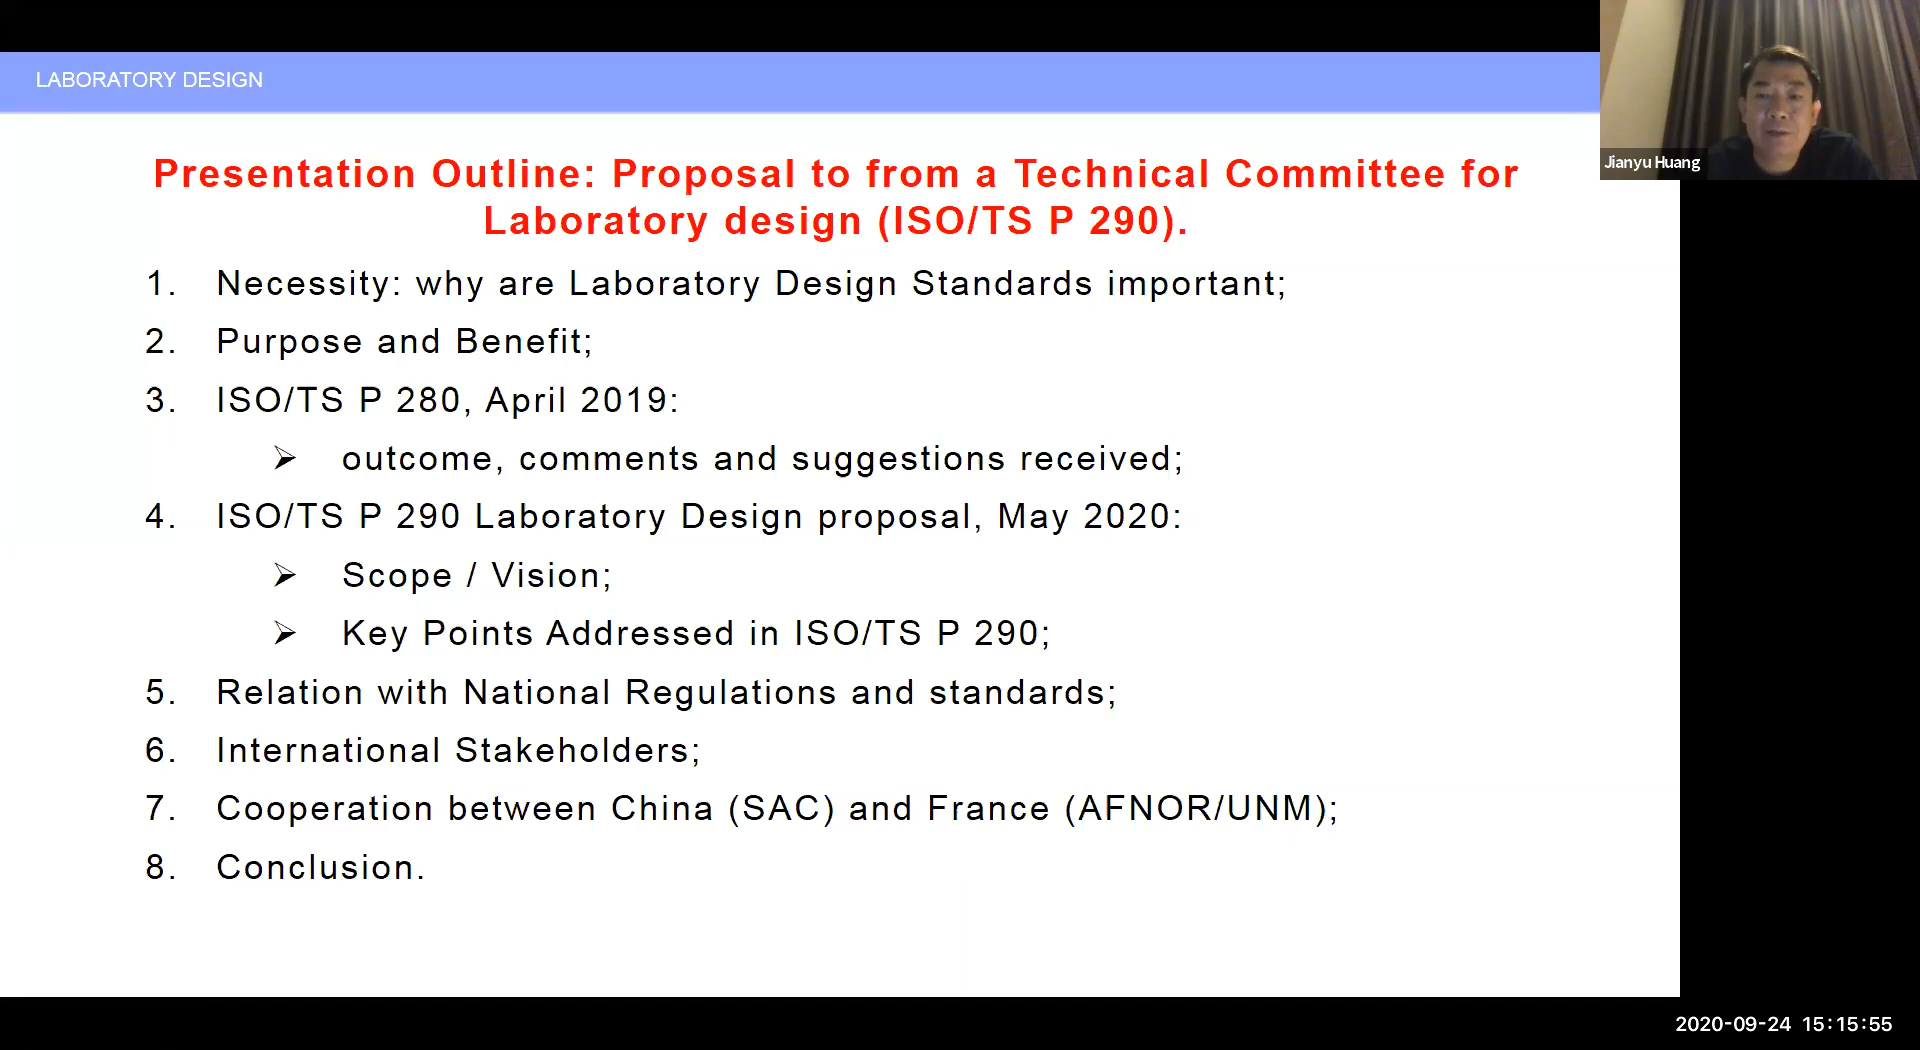 LABORATORY DESIGN
Presentation Outline: Proposal to from a Technical Committee for
Laboratory design (ISO/TS P 290).
1. Necessity: why are Laboratory Design Standards important;
2. Purpose and Benefit;
3. ISO/TS P 280, April 2019:
➢ outcome, comments and suggestions received;
4. ISO/TS P 290 Laboratory Design proposal, May 2020:
➢ Scope / Vision;
➢ Key Points Addressed in ISO/TS P 290;
5. Relation with National Regulations and standards;
6. International Stakeholders;
7. Cooperation between China (SAC) and France (AFNOR/UNM);
8. Conclusion.
Jianyu Huang
2020-09-24 15:15:55